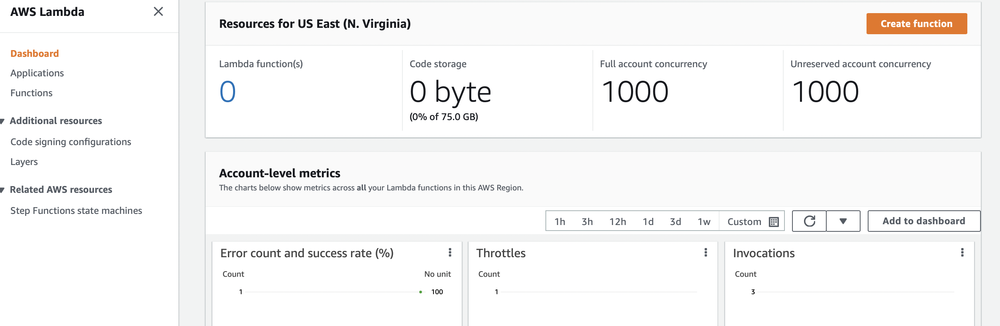 AWS Lambda
Dashboard
Applications
Functions
Additional resources
Code signing configurations
Layers
Related AWS resources
Step Functions state machines
Resources for US East (N. Virginia)
Create function
Lambda function(s)
0
Code storage
0 byte
(0% of 75.0 GB)
Full account concurrency
1000
Unreserved account concurrency
1000
Account-level metrics
The charts below show metrics across all your Lambda functions in this AWS Region.
1h 3h 12h 1d 3d 1w Custom
Add to dashboard
Error count and success rate (%)
Count No unit
1 100
Throttles
Count
1
Invocations
Count
3